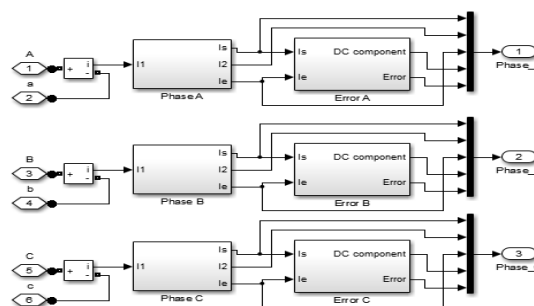 A
1
a
2
+
i
-
I1
Is
I2
Ie
Phase A
Is
Ie
DC component
Error
Error A
1
Phase_
B
3
b
4
+
i
-
I1
Is
I2
Ie
Phase B
Is
Ie
DC component
Error
Error B
2
Phase_
C
5
c
6
+
i
-
I1
Is
I2
Ie
Phase C
Is
Ie
DC component
Error
Error C
3
Phase_